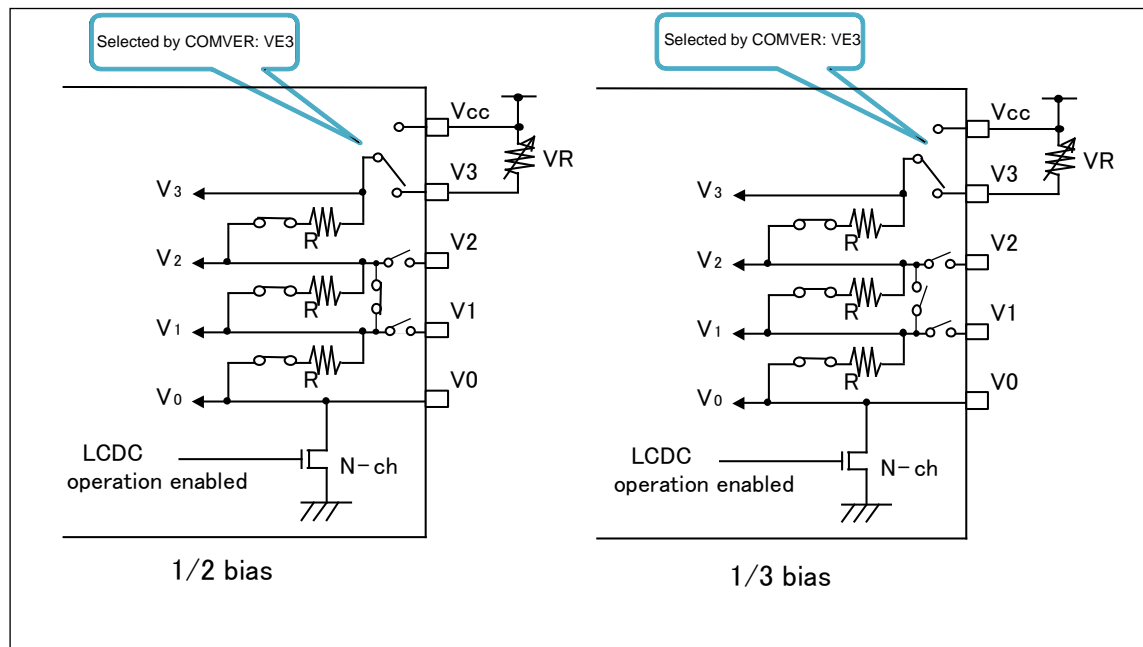 Selected by COMVER: VE3
Vcc
VR
V3
V3
R
V2
V2
R
V1
V1
R
V0
V0
LCDC
operation enabled
N-ch
1/2 bias
Selected by COMVER: VE3
Vcc
VR
V3
V3
R
V2
V2
R
V1
V1
R
V0
V0
LCDC
operation enabled
N-ch
1/3 bias